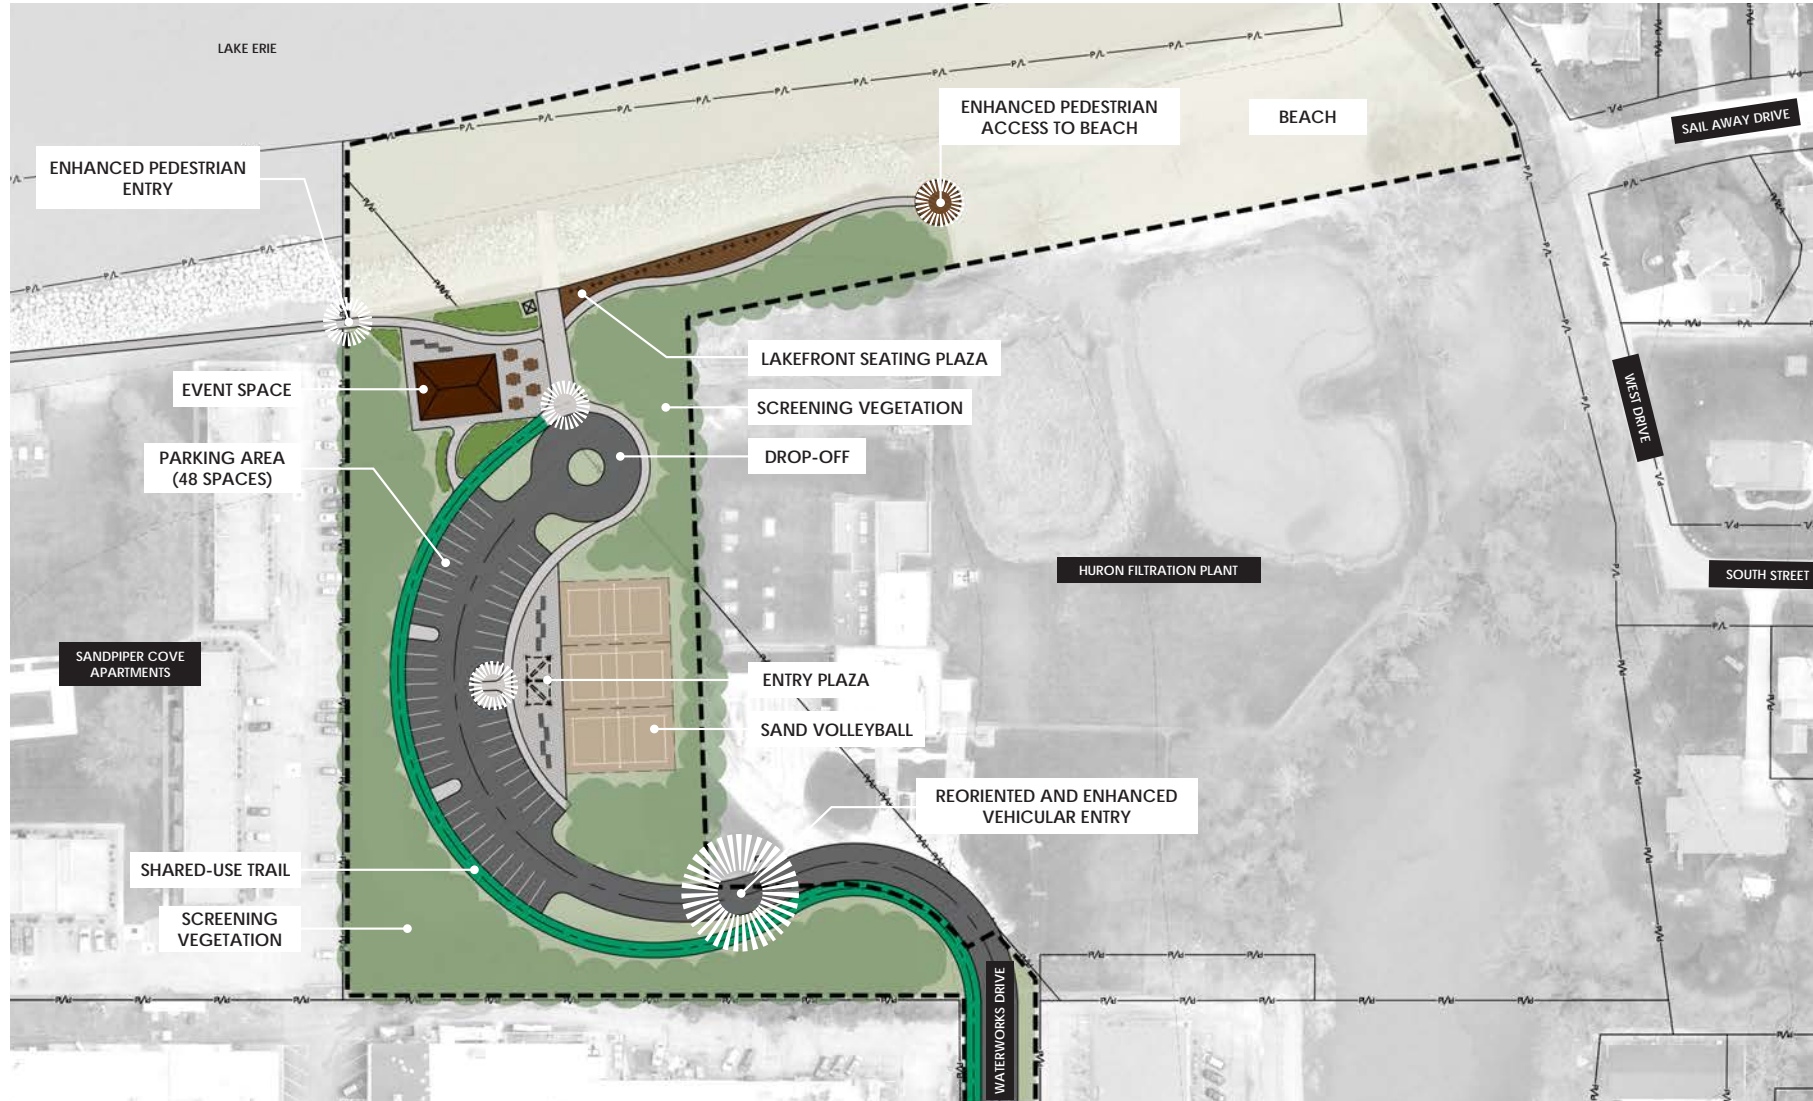 LAKE ERIE
ENHANCED PEDESTRIAN
ACCESS TO BEACH
BEACH
SAIL AWAY DRIVE
ENHANCED PEDESTRIAN
ENTRY
LAKEFRONT SEATING PLAZA
EVENT SPACE
SCREENING VEGETATION
WEST DRIVE
PARKING AREA
(48 SPACES)
DROP-OFF
HURON FILTRATION PLANT
SOUTH STREET
SANDPIPER COVE
APARTMENTS
ENTRY PLAZA
SAND VOLLEYBALL
REORIENTED AND ENHANCED
VEHICULAR ENTRY
SHARED-USE TRAIL
SCREENING
VEGETATION
WATERWORKS DRIVE